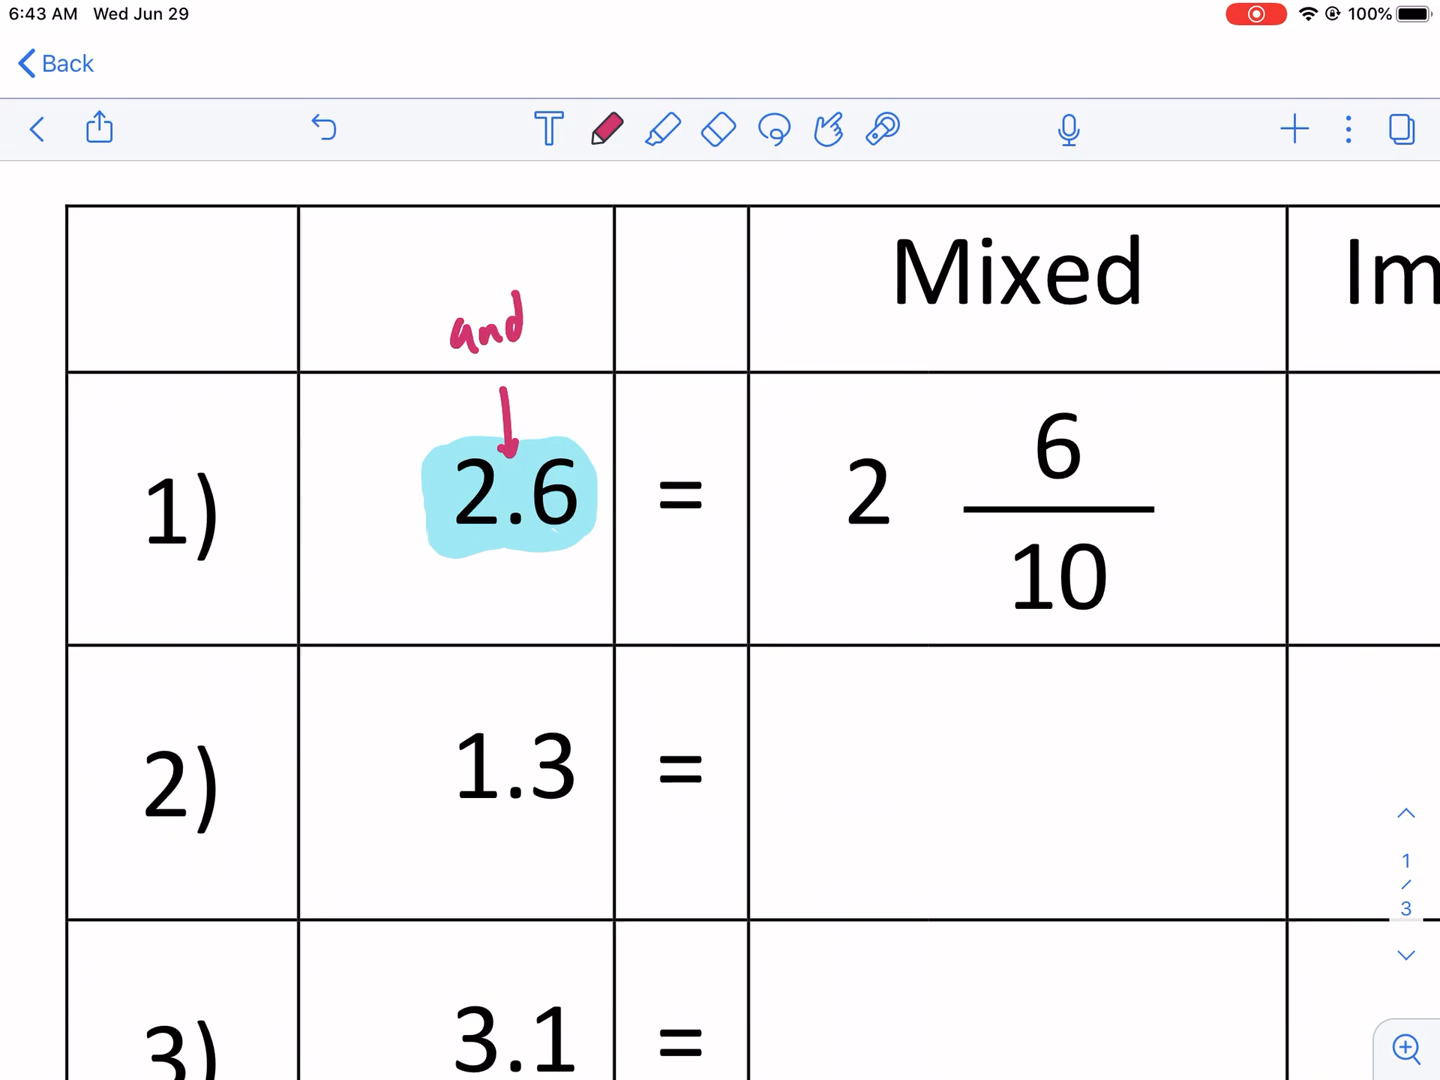 6:43 AM Wed Jun 29
100%
Back
T
Mixed
Im
and
1) 2.6 = 2 6
10
2) 1.3 =
3) 3.1 =
1
/
3